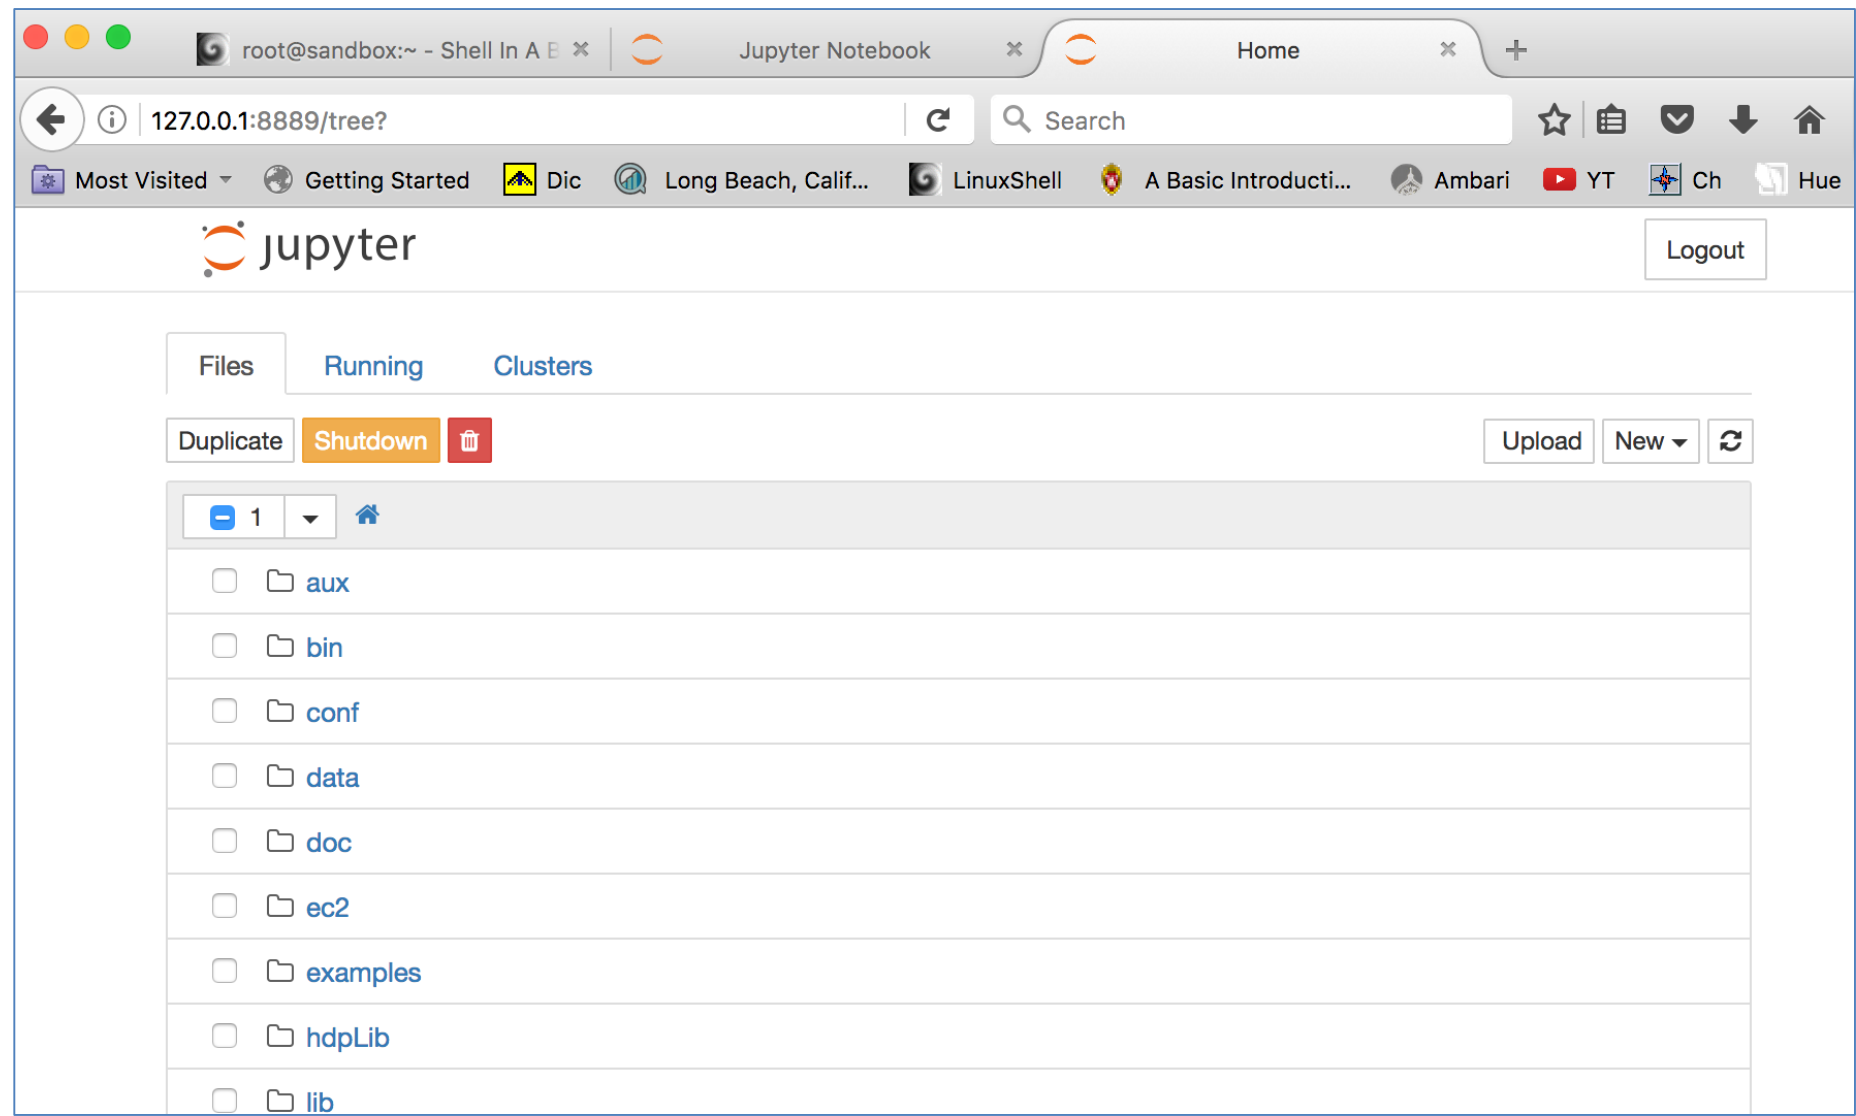 root@sandbox:~ - Shell In A B
Jupyter Notebook
Home
127.0.0.1:8889/tree?
Search
Most Visited
Getting Started
Dic
Long Beach, Calif...
LinuxShell
A Basic Introducti...
Ambari
YT
Ch
Hue
jupyter
Logout
Files
Running
Clusters
Duplicate
Shutdown
Upload
New
1
aux
bin
conf
data
doc
ec2
examples
hdpLib
lib